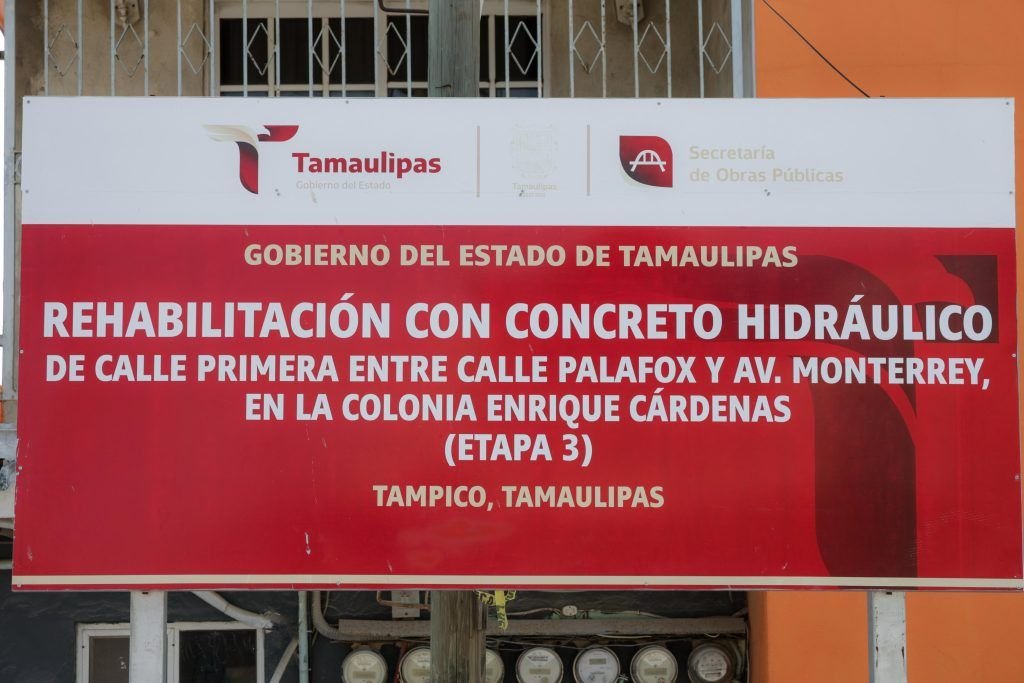 Tamaulipas
Gobierno del Estado
Tamaulipas
Secretaría
de Obras Públicas
GOBIERNO DEL ESTADO DE TAMAULIPAS
REHABILITACIÓN CON CONCRETO HIDRÁULICO
DE CALLE PRIMERA ENTRE CALLE PALAFOX Y AV. MONTERREY,
EN LA COLONIA ENRIQUE CÁRDENAS
(ETAPA 3)
TAMPICO, TAMAULIPAS